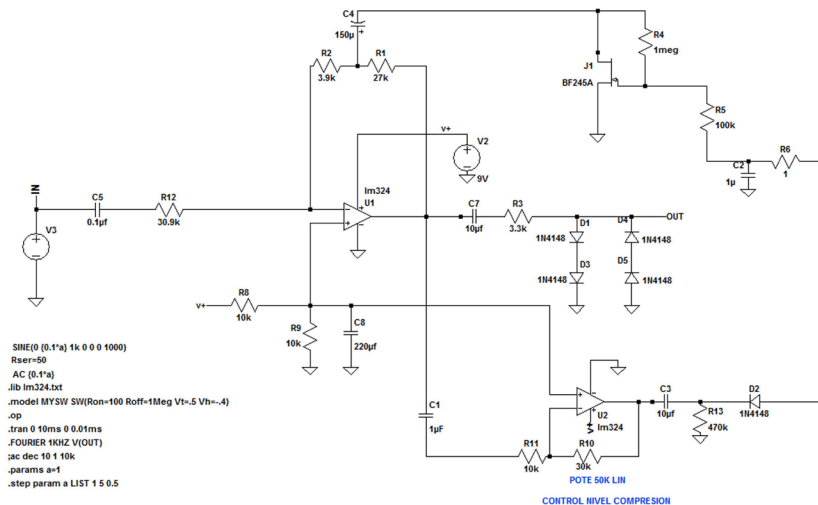 C4
150µ
R2
3.9k
R1
27k
J1
BF245A
R4
1meg
R5
100k
R6
1
C2
1µ
v+
V2
9V
lm324
U1
IN
V3
C5
0.1µf
R12
30.9k
C7
10µf
R3
3.3k
OUT
D1
1N4148
D4
1N4148
D3
1N4148
D5
1N4148
v+
R8
10k
R9
10k
C8
220µf
C1
1µF
R11
10k
R10
30k
U2
lm324
v+
C3
10µf
R13
470k
D2
1N4148
POTE 50K LIN
CONTROL NIVEL COMPRESION
SINE(0 {0.1*a} 1k 0 0 0 1000)
Rser=50
AC {0.1*a}
.lib lm324.txt
.model MYSW SW(Ron=100 Roff=1Meg Vt=.5 Vh=-.4)
.op
.tran 0 10ms 0 0.01ms
.FOURIER 1KHZ V(OUT)
;ac dec 10 1 10k
.params a=1
.step param a LIST 1 5 0.5